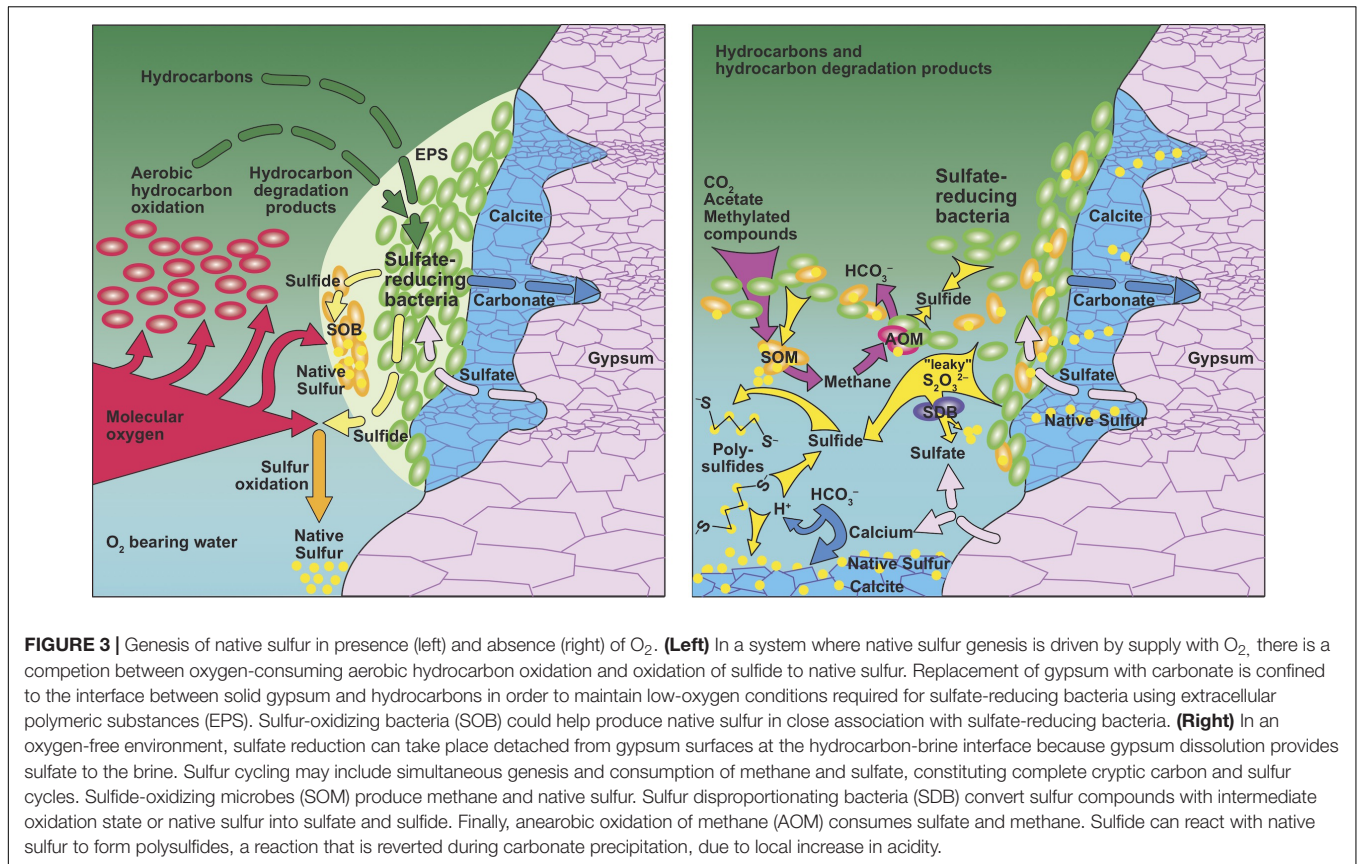 Hydrocarbons
EPS
Aerobic
hydrocarbon
oxidation
Hydrocarbon
degradation
products
Calcite
Sulfide
Sulfate-
reducing
bacteria
Carbonate
SOB
Native
Sulfur
Sulfate
Gypsum
Molecular
oxygen
Sulfide
Sulfur
oxidation
O₂ bearing water
Native
Sulfur
Hydrocarbons and
hydrocarbon degradation products
CO₂
Acetate
Methylated
compounds
Sulfate-
reducing
bacteria
Calcite
HCO₃⁻
Sulfide
Carbonate
AOM
SOM
Methane
"leaky"
S₂O₃²⁻
Sulfate
Gypsum
SDB
⁻S
S⁻
Poly-
sulfides
Sulfide
Sulfate
Native Sulfur
S⁻
⁻S
H⁺
HCO₃⁻
Calcium
Native Sulfur
Calcite
FIGURE 3 | Genesis of native sulfur in presence (left) and absence (right) of O₂. (Left) In a system where native sulfur genesis is driven by supply with O₂, there is a
competion between oxygen-consuming aerobic hydrocarbon oxidation and oxidation of sulfide to native sulfur. Replacement of gypsum with carbonate is confined
to the interface between solid gypsum and hydrocarbons in order to maintain low-oxygen conditions required for sulfate-reducing bacteria using extracellular
polymeric substances (EPS). Sulfur-oxidizing bacteria (SOB) could help produce native sulfur in close association with sulfate-reducing bacteria. (Right) In an
oxygen-free environment, sulfate reduction can take place detached from gypsum surfaces at the hydrocarbon-brine interface because gypsum dissolution provides
sulfate to the brine. Sulfur cycling may include simultaneous genesis and consumption of methane and sulfate, constituting complete cryptic carbon and sulfur
cycles. Sulfide-oxidizing microbes (SOM) produce methane and native sulfur. Sulfur disproportionating bacteria (SDB) convert sulfur compounds with intermediate
oxidation state or native sulfur into sulfate and sulfide. Finally, anearobic oxidation of methane (AOM) consumes sulfate and methane. Sulfide can react with native
sulfur to form polysulfides, a reaction that is reverted during carbonate precipitation, due to local increase in acidity.